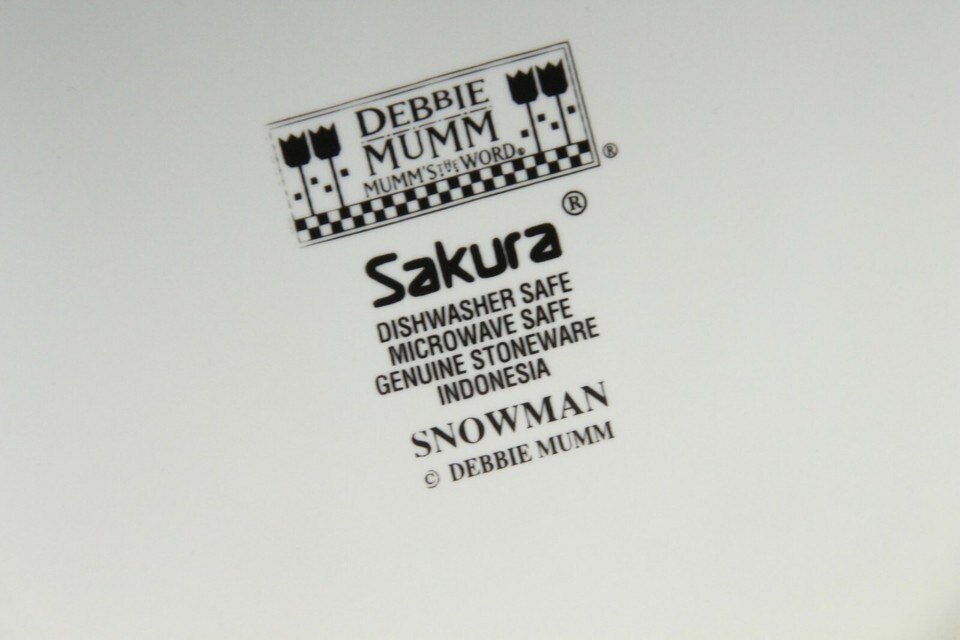 DEBBIE
MUMM
MUMM'S THE WORD®
®
Sakura®
DISHWASHER SAFE
MICROWAVE SAFE
GENUINE STONEWARE
INDONESIA
SNOWMAN
© DEBBIE MUMM